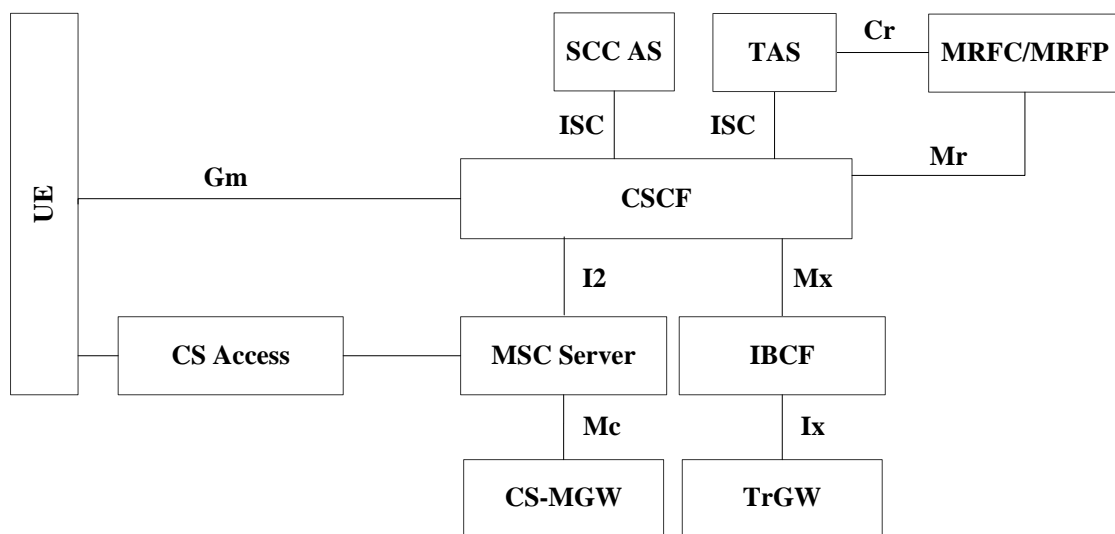 Cr
SCC AS
TAS
MRFC/MRFP
ISC
ISC
Mr
Gm
CSCF
UE
I2
Mx
CS Access
MSC Server
IBCF
Mc
Ix
CS-MGW
TrGW